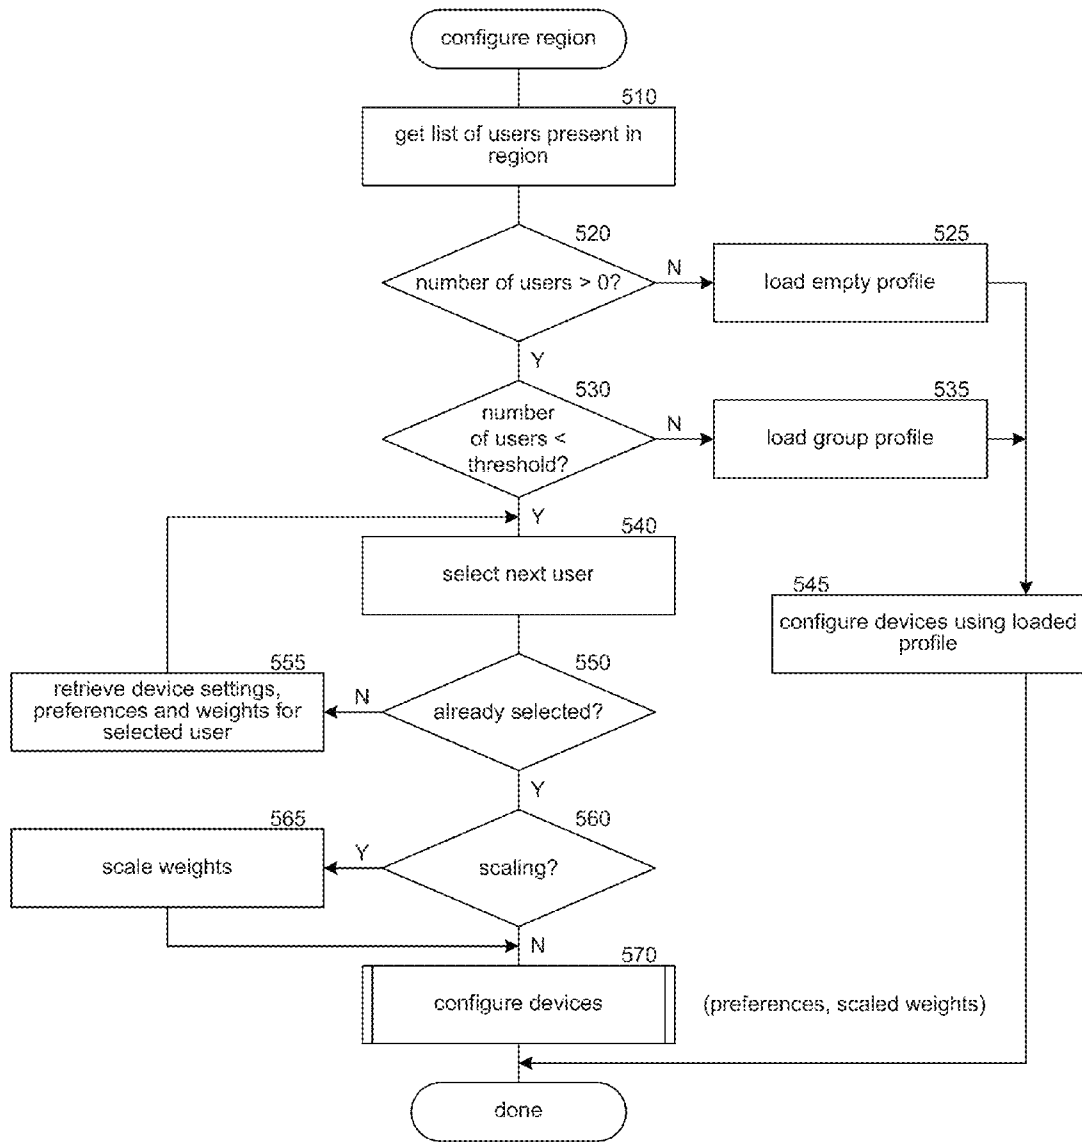 configure region
510
get list of users present in
region
520
number of users > 0?
N
525
load empty profile
Y
530
number
of users <
threshold?
N
535
load group profile
Y
540
select next user
545
configure devices using loaded
profile
550
already selected?
N
555
retrieve device settings,
preferences and weights for
selected user
Y
560
scaling?
Y
565
scale weights
N
570
configure devices
(preferences, scaled weights)
done